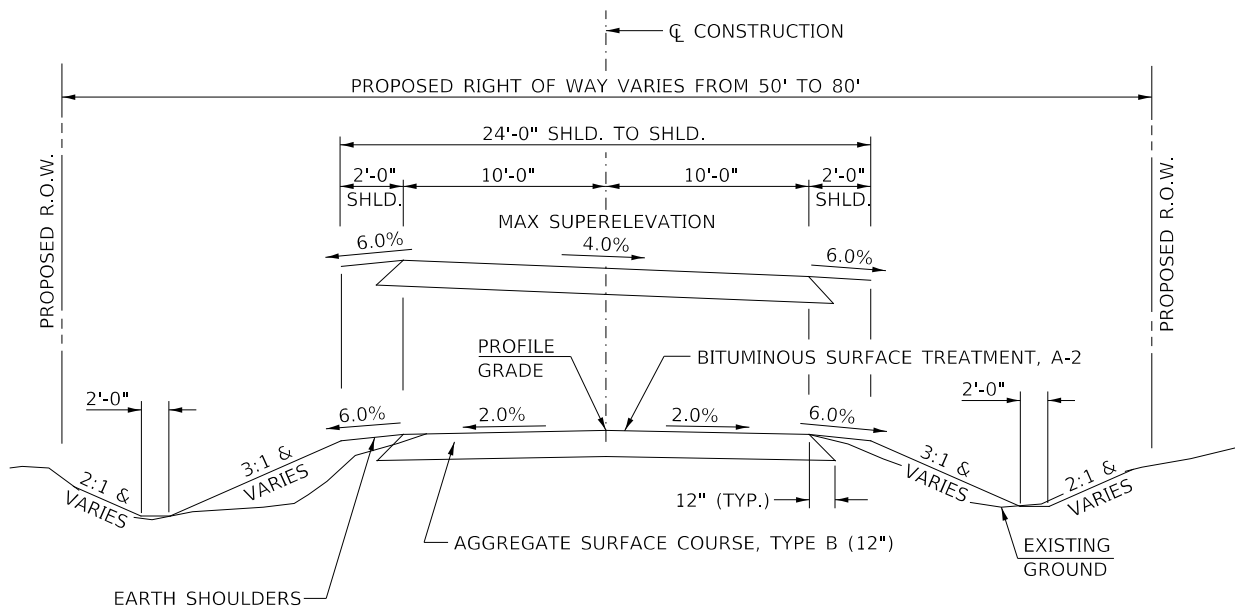 ℄ CONSTRUCTION
PROPOSED RIGHT OF WAY VARIES FROM 50' TO 80'
24'-0" SHLD. TO SHLD.
2'-0"
SHLD.
10'-0"
10'-0"
2'-0"
SHLD.
PROPOSED R.O.W.
PROPOSED R.O.W.
MAX SUPERELEVATION
6.0%
4.0%
6.0%
PROFILE
GRADE
BITUMINOUS SURFACE TREATMENT, A-2
2'-0"
6.0%
2.0%
2.0%
6.0%
2'-0"
2:1 &
VARIES
3:1 &
VARIES
3:1 &
VARIES
2:1 &
VARIES
12" (TYP.)
AGGREGATE SURFACE COURSE, TYPE B (12")
EXISTING
GROUND
EARTH SHOULDERS